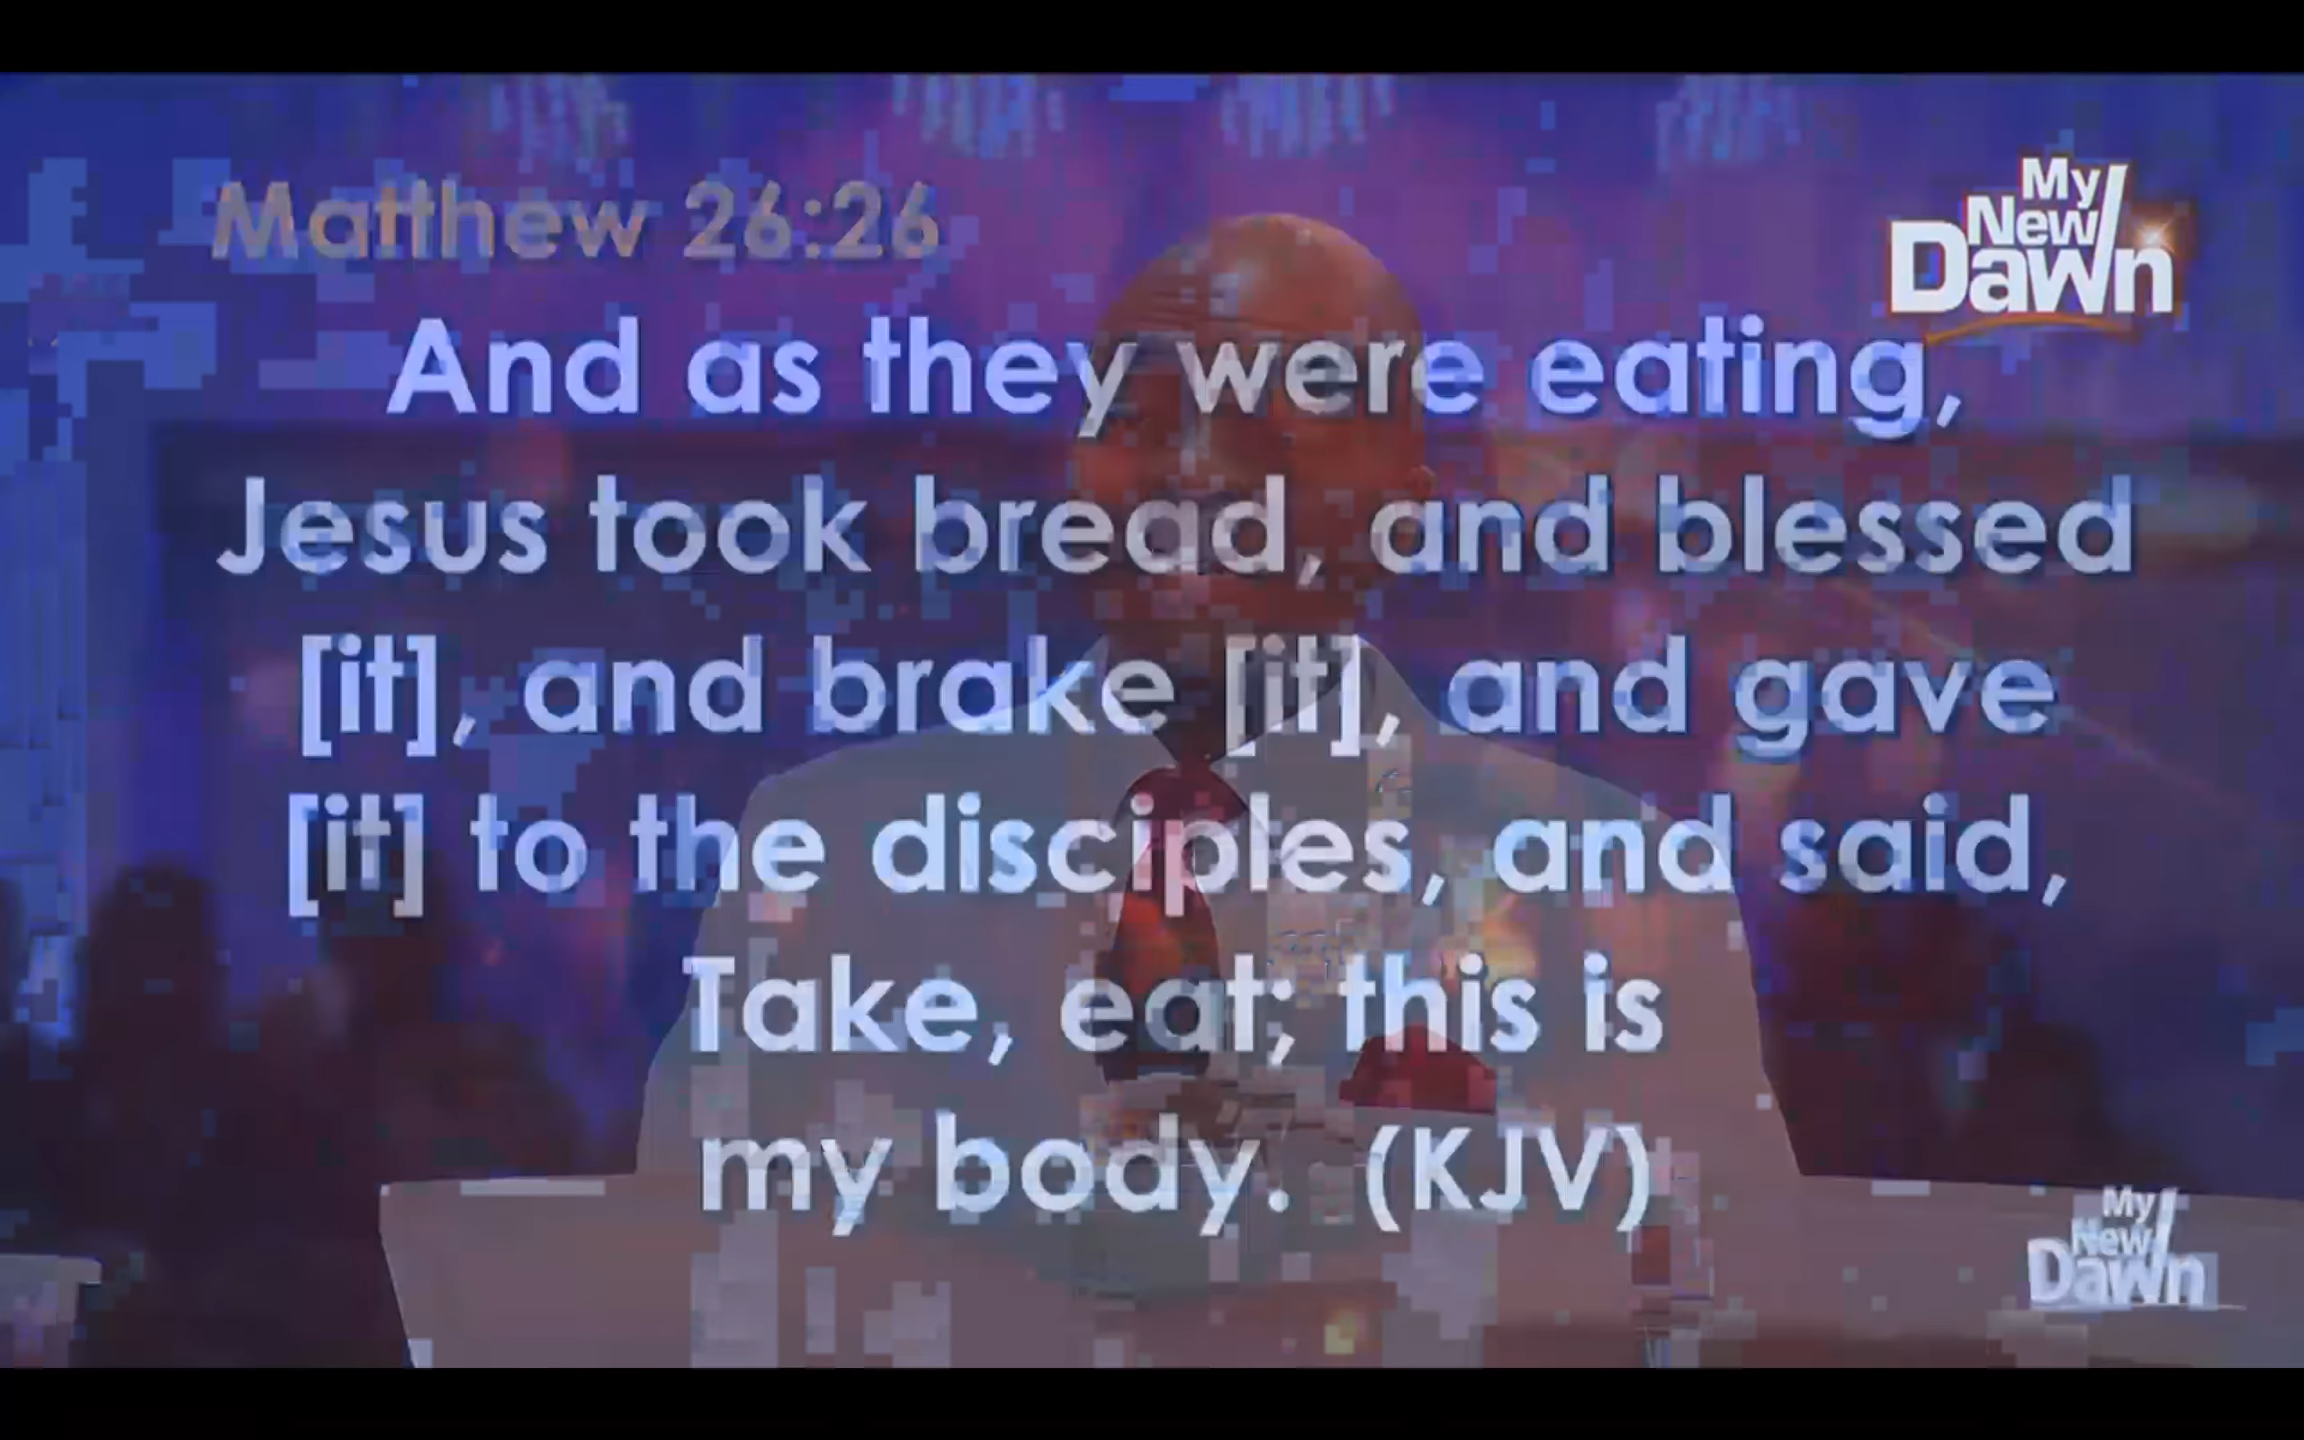 Matthew 26:26
My
New
Dawn
And as they were eating,
Jesus took bread, and blessed
[it], and brake [it], and gave
[it] to the disciples, and said,
Take, eat; this is
my body. (KJV)
My
New
Dawn